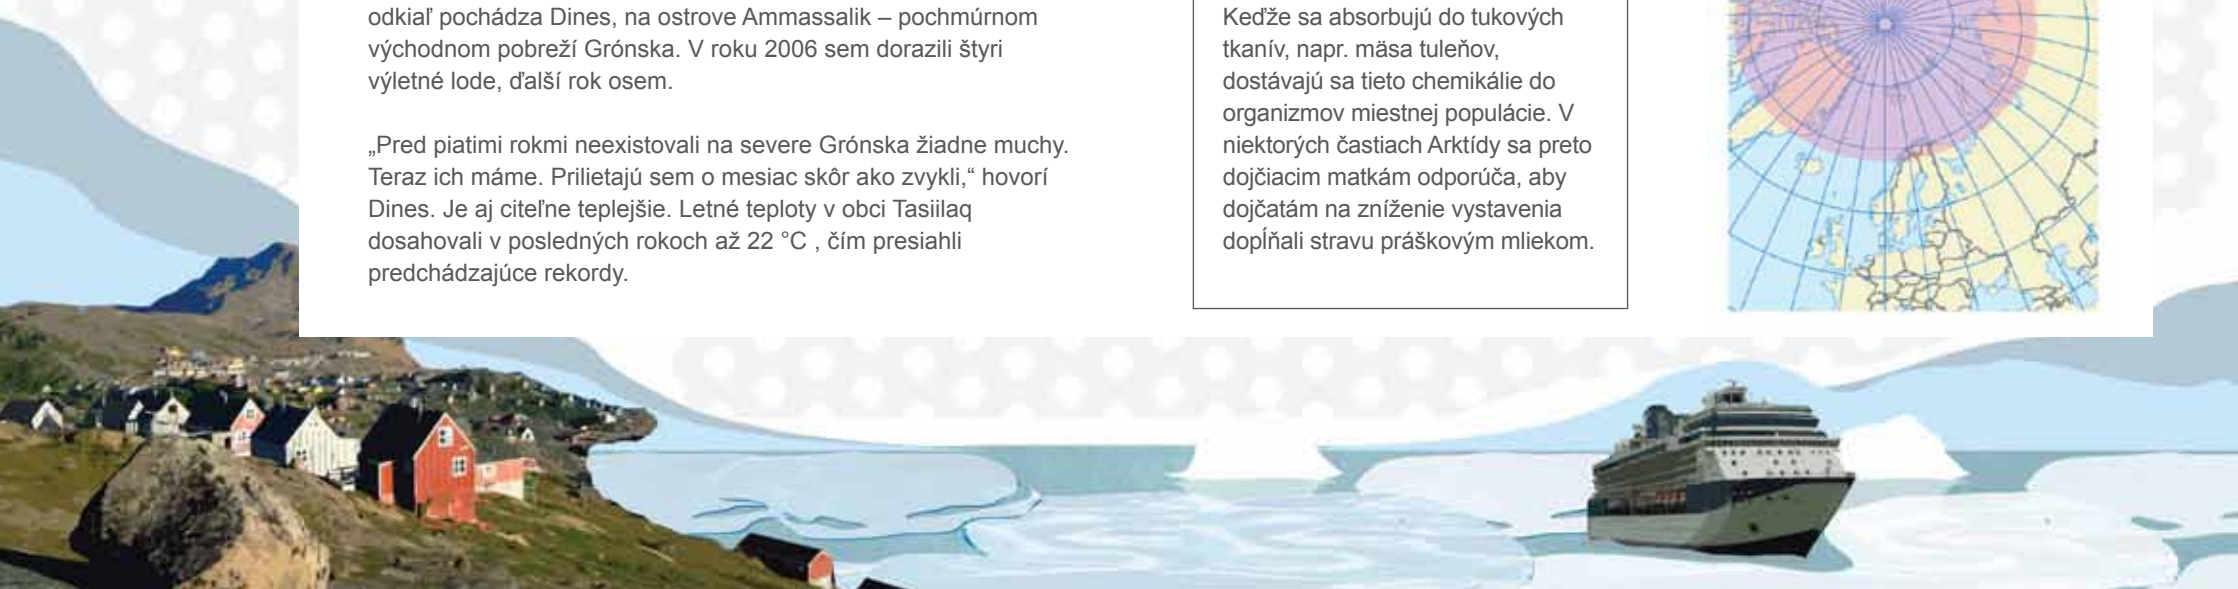 odkiaľ pochádza Dines, na ostrove Ammassalik – pochmúrnom
východnom pobreží Grónska. V roku 2006 sem dorazili štyri
výletné lode, ďalší rok osem.
„Pred piatimi rokmi neexistovali na severe Grónska žiadne muchy.
Teraz ich máme. Prilietajú sem o mesiac skôr ako zvykli,“ hovorí
Dines. Je aj citeľne teplejšie. Letné teploty v obci Tasiilaq
dosahovali v posledných rokoch až 22 °C , čím presiahli
predchádzajúce rekordy.
Keďže sa absorbujú do tukových
tkanív, napr. mäsa tuleňov,
dostávajú sa tieto chemikálie do
organizmov miestnej populácie. V
niektorých častiach Arktídy sa preto
dojčiacim matkám odporúča, aby
dojčatám na zníženie vystavenia
dopĺňali stravu práškovým mliekom.